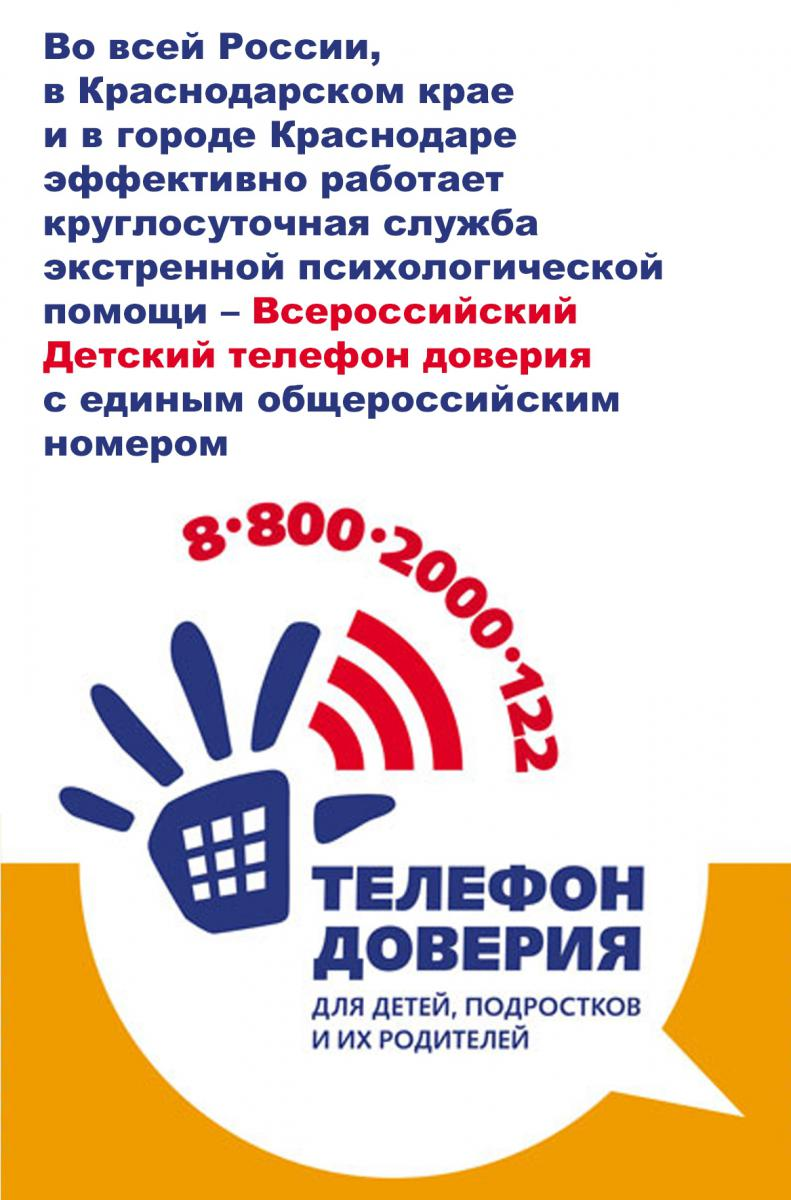 Во всей России,
в Краснодарском крае
и в городе Краснодаре
эффективно работает
круглосуточная служба
экстренной психологической
помощи – Всероссийский
Детский телефон доверия
с единым общероссийским
номером
8·800·2000·122
ТЕЛЕФОН
ДОВЕРИЯ
ДЛЯ ДЕТЕЙ, ПОДРОСТКОВ
И ИХ РОДИТЕЛЕЙ